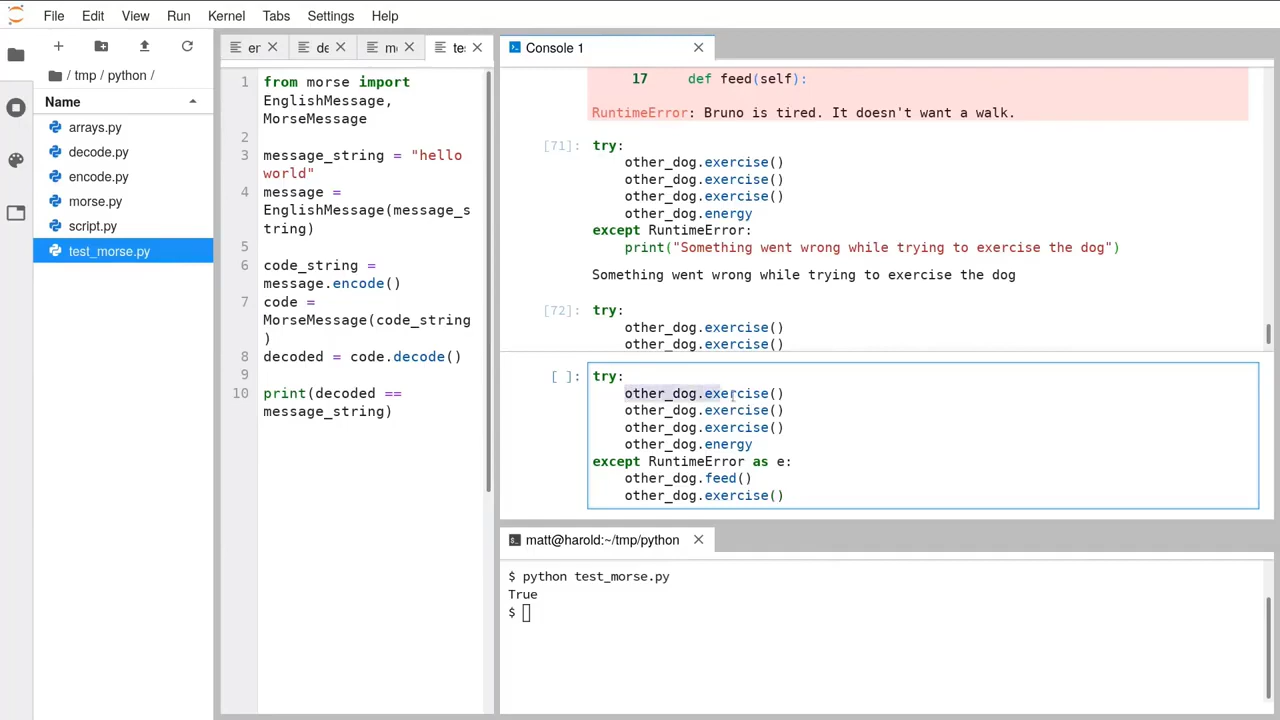 File Edit View Run Kernel Tabs Settings Help
/ tmp / python /
Name
arrays.py
decode.py
encode.py
morse.py
script.py
test_morse.py
er
de
m
te
1 from morse import
EnglishMessage,
MorseMessage
2
3 message_string = "hello
world"
4 message =
EnglishMessage(message_s
tring)
5
6 code_string =
message.encode()
7 code =
MorseMessage(code_string
)
8 decoded = code.decode()
9
10 print(decoded ==
message_string)
Console 1
17 def feed(self):
RuntimeError: Bruno is tired. It doesn't want a walk.
[71]: try:
other_dog.exercise()
other_dog.exercise()
other_dog.exercise()
other_dog.energy
except RuntimeError:
print("Something went wrong while trying to exercise the dog")
Something went wrong while trying to exercise the dog
[72]: try:
other_dog.exercise()
other_dog.exercise()
[ ]: try:
other_dog.exercise()
other_dog.exercise()
other_dog.exercise()
other_dog.energy
except RuntimeError as e:
other_dog.feed()
other_dog.exercise()
matt@harold:~/tmp/python
$ python test_morse.py
True
$